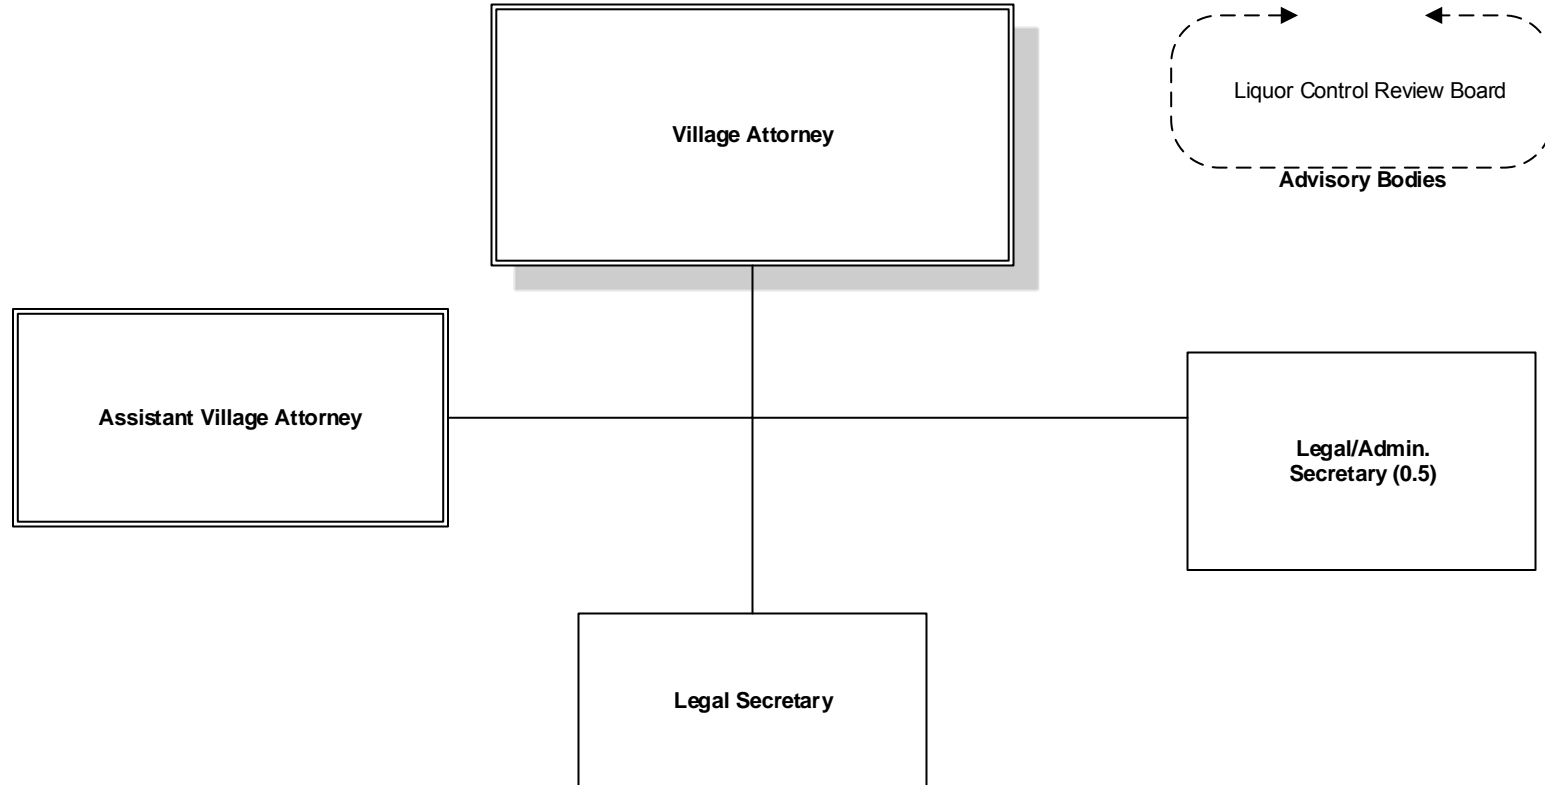 Village Attorney
Liquor Control Review Board
Advisory Bodies
Assistant Village Attorney
Legal/Admin.
Secretary (0.5)
Legal Secretary